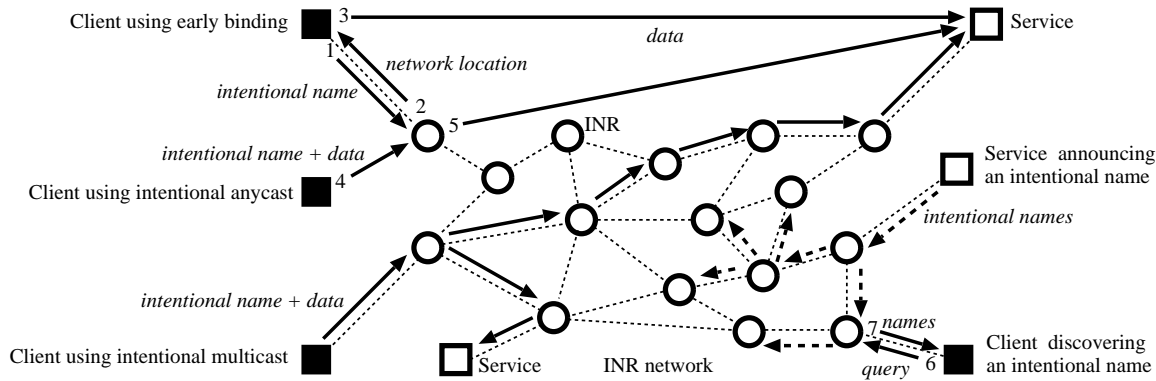 Client using early binding
3
data
Service
1
network location
intentional name
2
5
INR
intentional name + data
4
Client using intentional anycast
Service announcing
an intentional name
intentional names
intentional name + data
Client using intentional multicast
Service
INR network
7
names
query
6
Client discovering
an intentional name